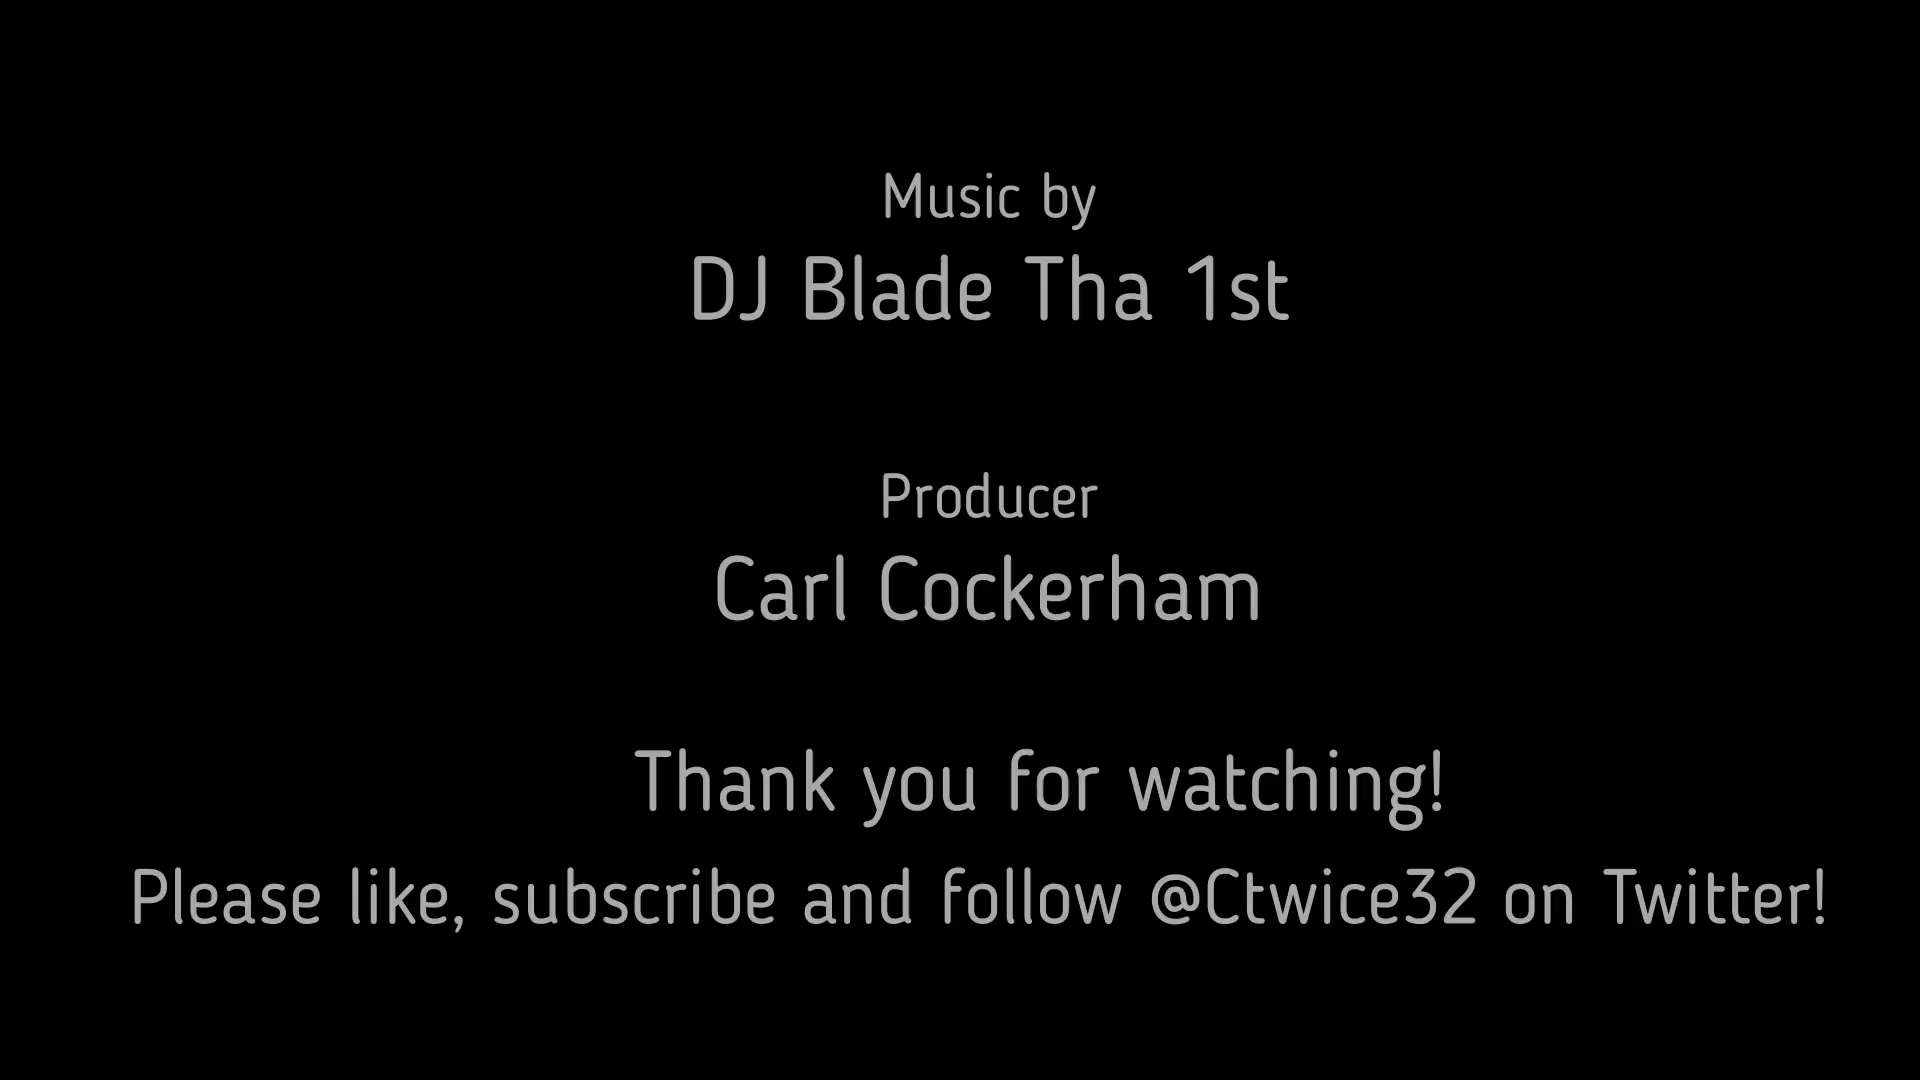 Music by
DJ Blade Tha 1st
Producer
Carl Cockerham
Thank you for watching!
Please like, subscribe and follow @Ctwice32 on Twitter!